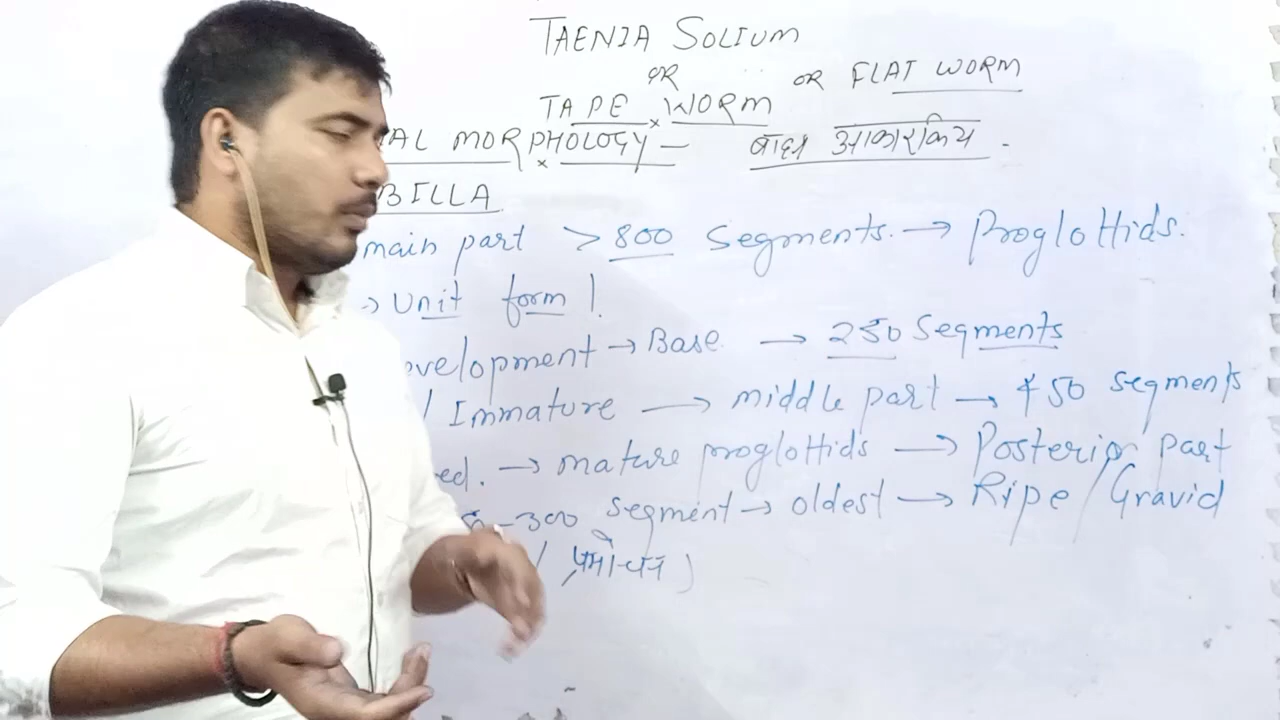 TAENIA SOLIUM
OR
TAPE WORM OR FLAT WORM
AL MORPHOLOGY — बाह्य आकारिकिय -
BILLA
main part > 800 Segments. → Proglottids.
→ Unit form
evelopment → Base → 250 Segments
/ Immature → middle part → 450 segments
ed. → mature proglottids → Posterior part
-300 segment → oldest → Ripe / Gravid